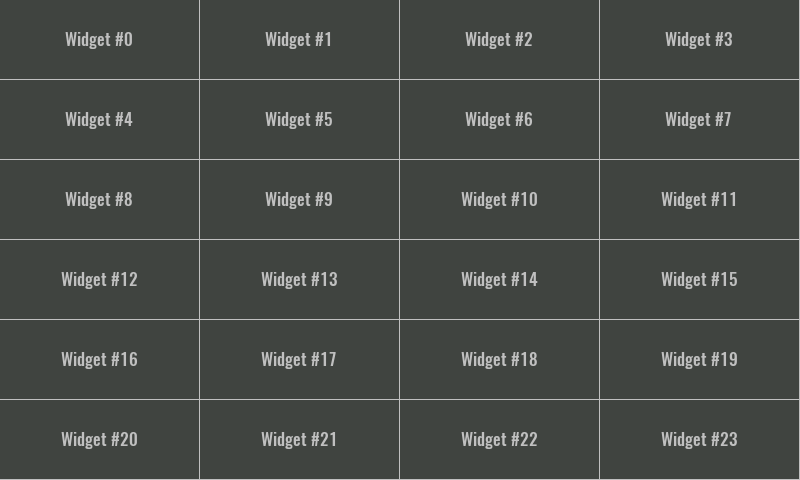 Widget #0
Widget #1
Widget #2
Widget #3
Widget #4
Widget #5
Widget #6
Widget #7
Widget #8
Widget #9
Widget #10
Widget #11
Widget #12
Widget #13
Widget #14
Widget #15
Widget #16
Widget #17
Widget #18
Widget #19
Widget #20
Widget #21
Widget #22
Widget #23